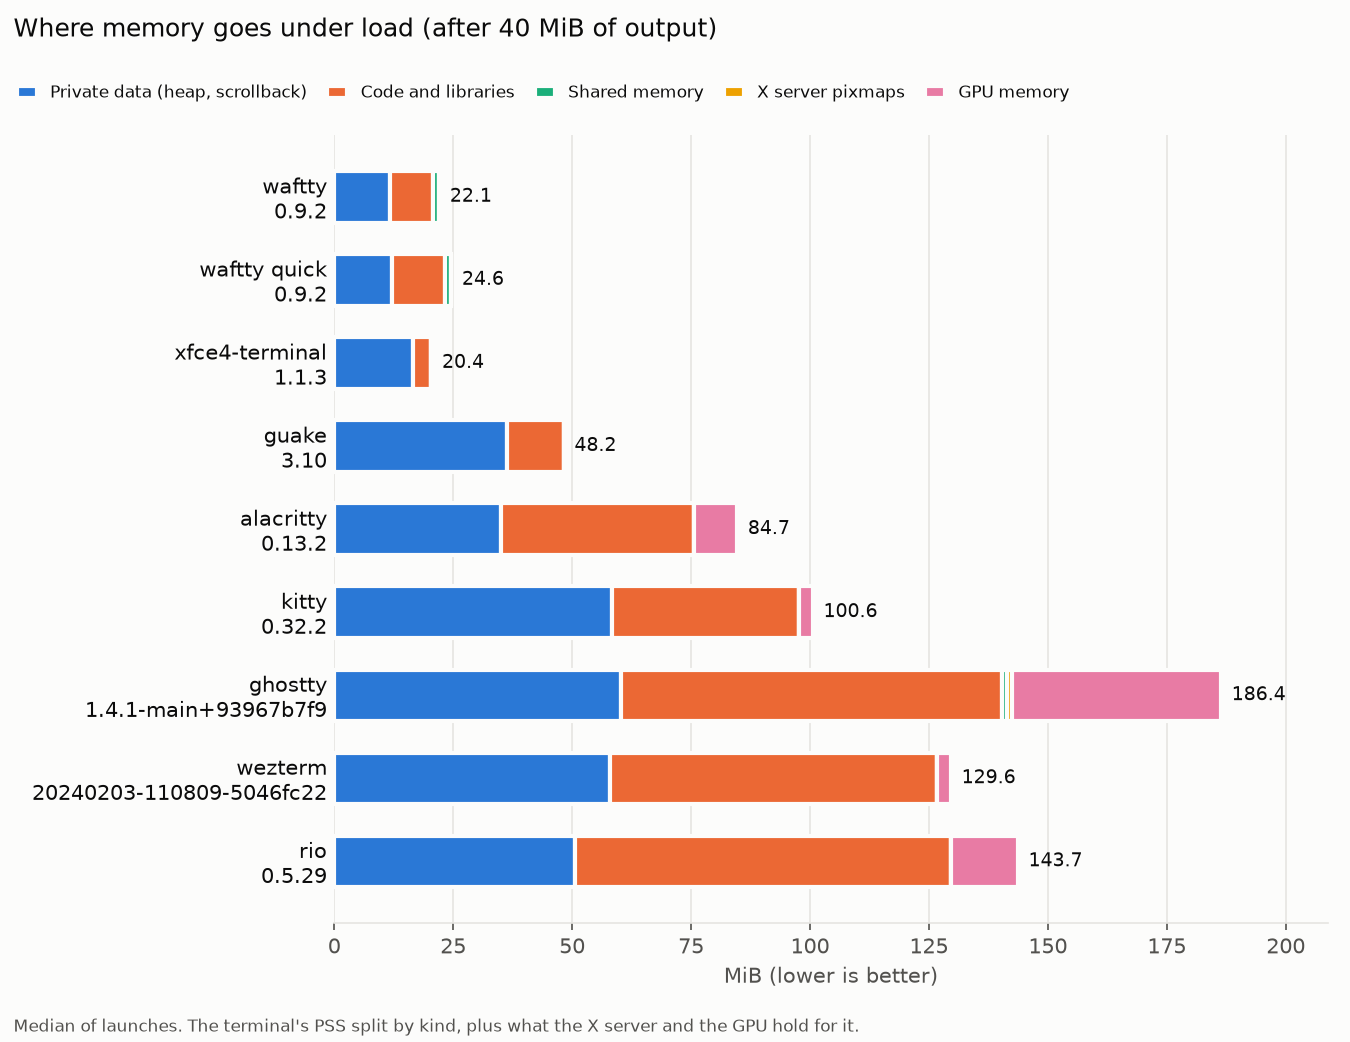 Where memory goes under load (after 40 MiB of output)
Private data (heap, scrollback) Code and libraries Shared memory X server pixmaps GPU memory
waftty
0.9.2
22.1
waftty quick
0.9.2
24.6
xfce4-terminal
1.1.3
20.4
guake
3.10
48.2
alacritty
0.13.2
84.7
kitty
0.32.2
100.6
ghostty
1.4.1-main+93967b7f9
186.4
wezterm
20240203-110809-5046fc22
129.6
rio
0.5.29
143.7
0 25 50 75 100 125 150 175 200
MiB (lower is better)
Median of launches. The terminal's PSS split by kind, plus what the X server and the GPU hold for it.